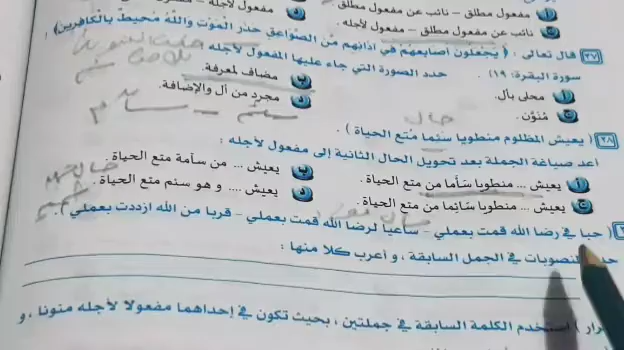 أ مفعول مطلق - نائب عن مفعول مطلق
ج نائب عن مفعول مطلق - مفعول لأجله.
د مفعول لأجله -
٢٧ قال تعالى : ( يجعلون أصابعهم في آذانهم من الصواعق حذر الموت والله محيط بالكافرين )
سورة البقرة: ١٩) . حدد الصورة التي جاء عليها المفعول لأجله
أ محلى بأل.
ب مضاف لمعرفة.
ج منون.
د مجرد من أل والإضافة.
حال
٢٨ ( يعيش المظلوم منطويا سئما متع الحياة ) .
أعد صياغة الجملة بعد تحويل الحال الثانية إلى مفعول لأجله :
أ يعيش ... منطويا سأما من متع الحياة.
ب يعيش ... من سآمة متع الحياة.
ج يعيش ... منطويا سائما من متع الحياة.
د يعيش .... و هو سئم متع الحياة.
( حبا في رضا الله قمت بعملي - ساعيا لرضا الله قمت بعملي - قربا من الله ازددت بعملي ).
المنصوبات في الجمل السابقة ، و أعرب كلا منها :
استخدم الكلمة السابقة في جملتين ، بحيث تكون في إحداهما مفعولا لأجله منونا ، و